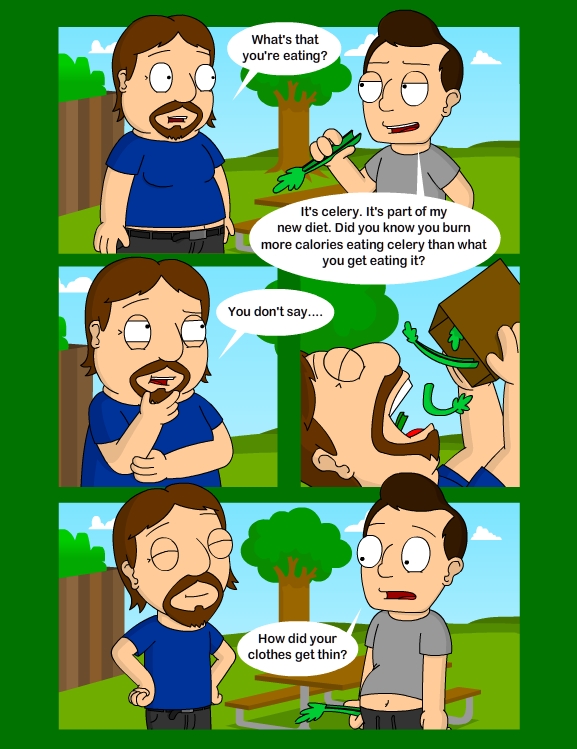 What's that
you're eating?
It's celery. It's part of my
new diet. Did you know you burn
more calories eating celery than what
you get eating it?
You don't say....
How did your
clothes get thin?